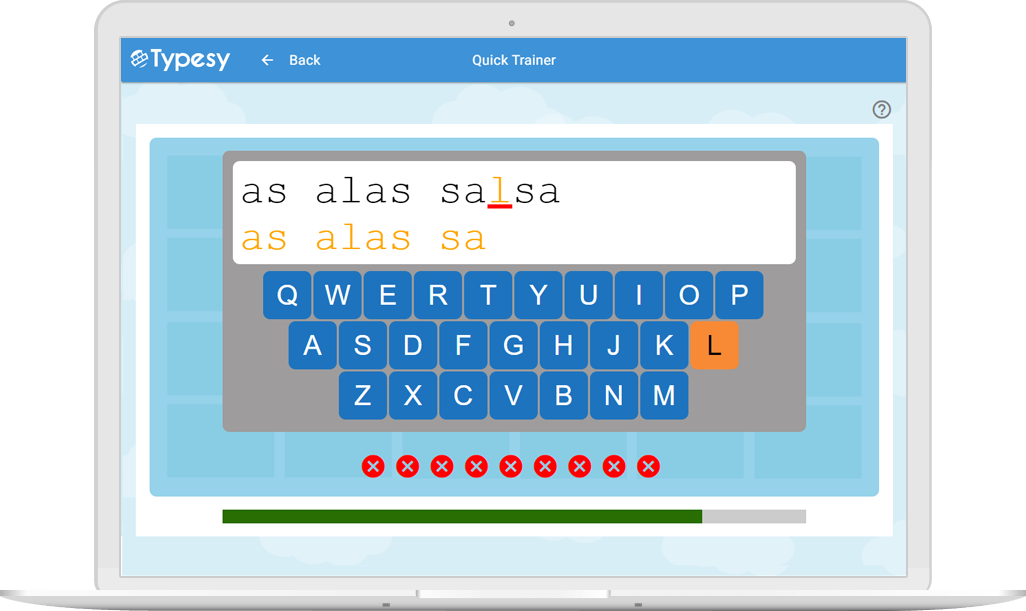 Typesy
← Back
Quick Trainer
?
as alas salsa
as alas sa
Q W E R T Y U I O P
A S D F G H J K L
Z X C V B N M